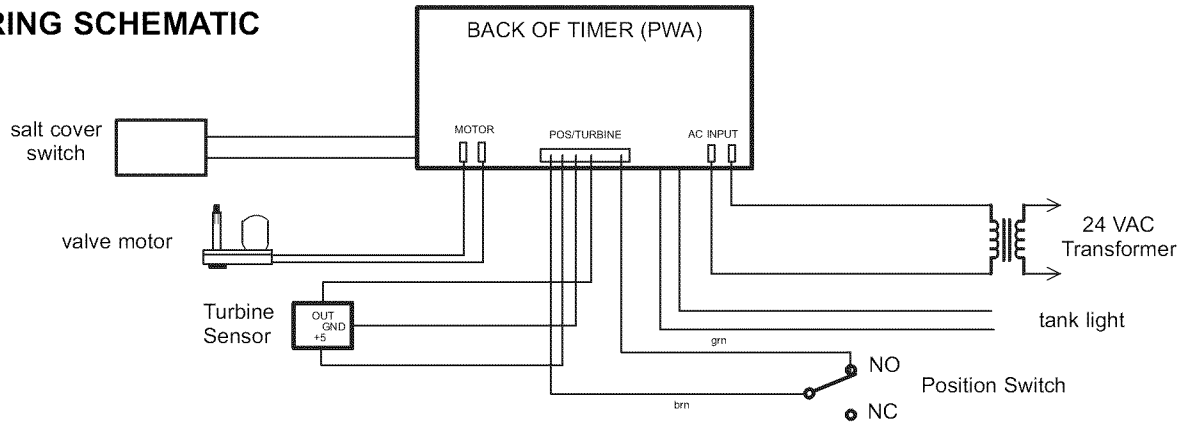 RING SCHEMATIC
BACK OF TIMER (PWA)
salt cover
switch
MOTOR
POS/TURBINE
AC INPUT
valve motor
24 VAC
Transformer
Turbine
Sensor
OUT
GND
+5
tank light
grn
NO
Position Switch
brn
NC